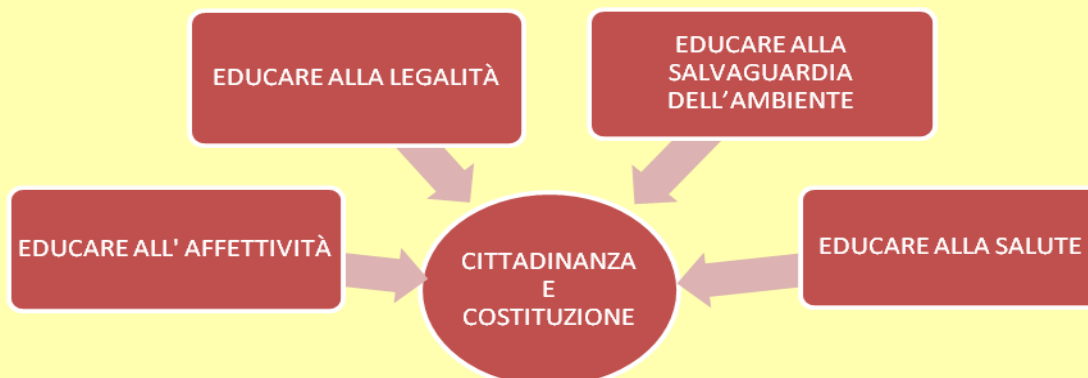 EDUCARE ALLA LEGALITÀ
EDUCARE ALLA
SALVAGUARDIA
DELL’AMBIENTE
EDUCARE ALL' AFFETTIVITÀ
CITTADINANZA
E
COSTITUZIONE
EDUCARE ALLA SALUTE